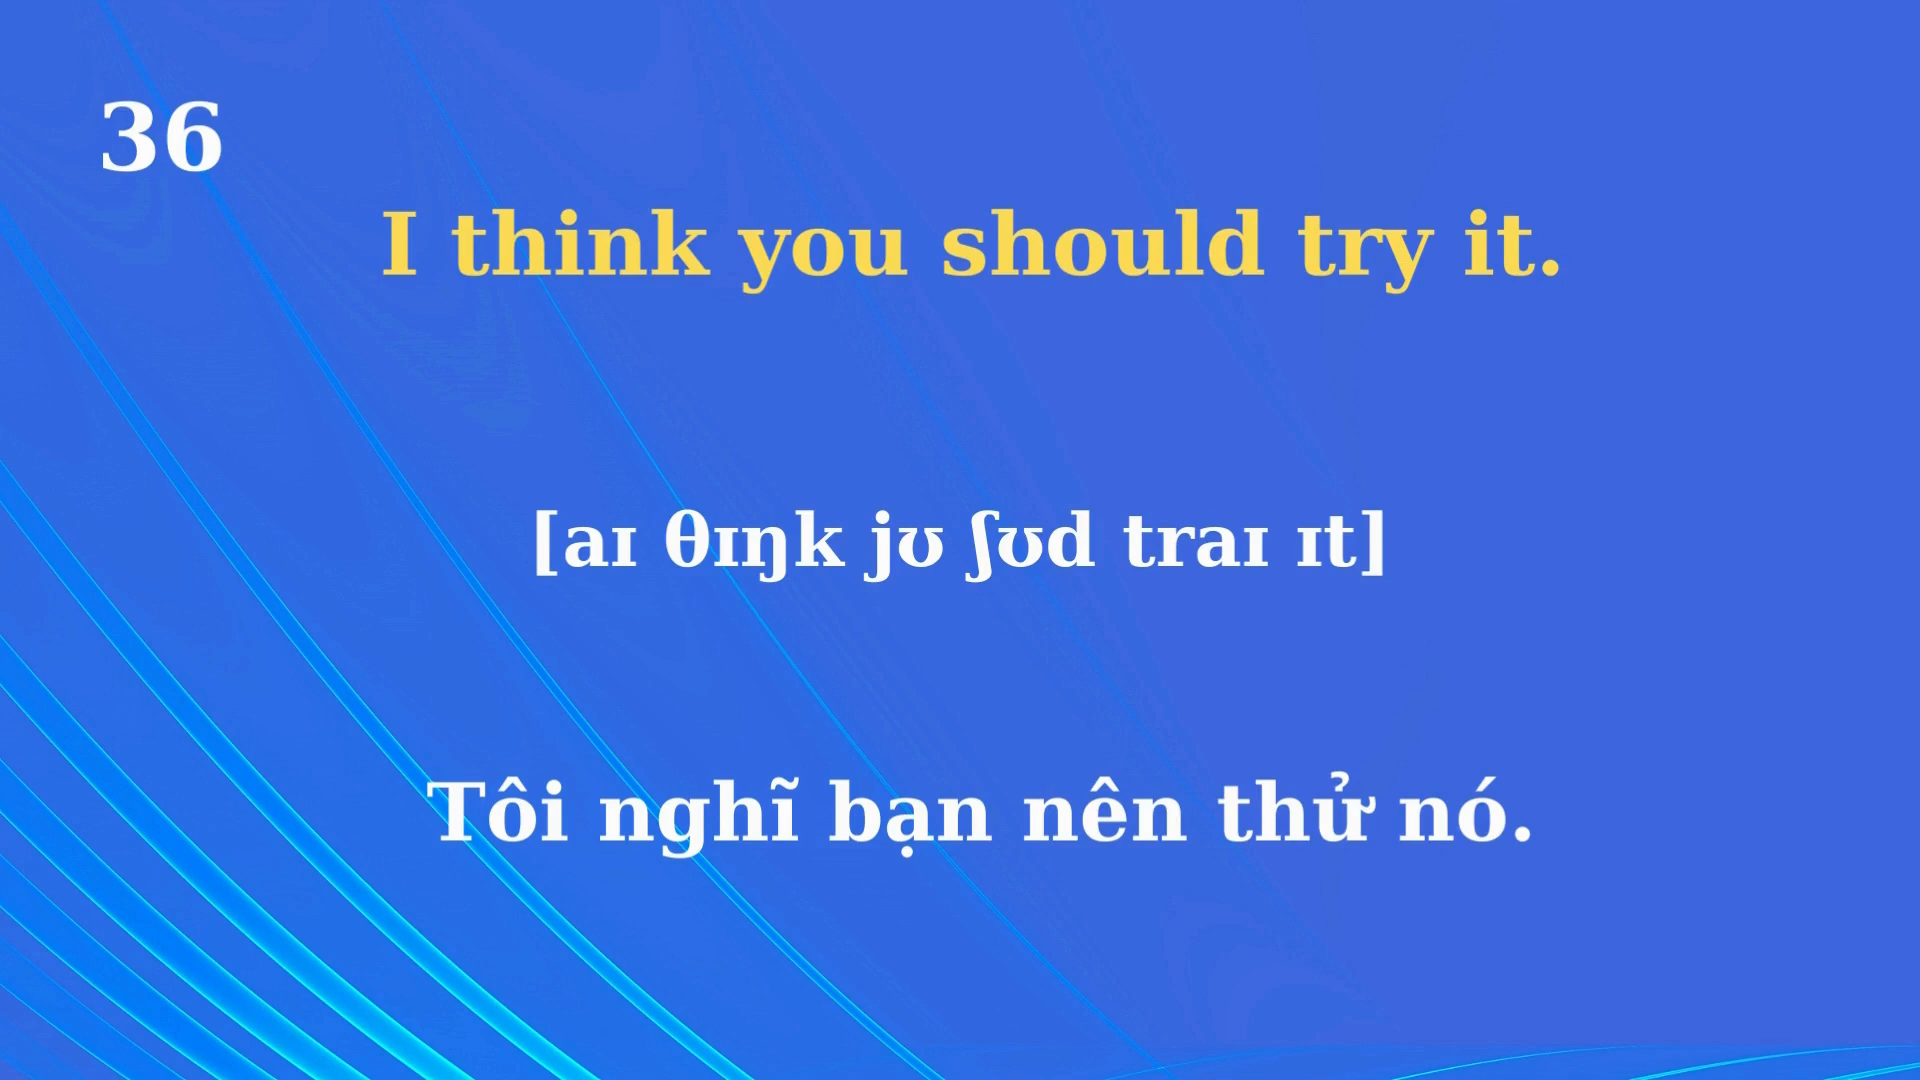 36
I think you should try it.
[aɪ θɪŋk jʊ ʃʊd traɪ ɪt]
Tôi nghĩ bạn nên thử nó.